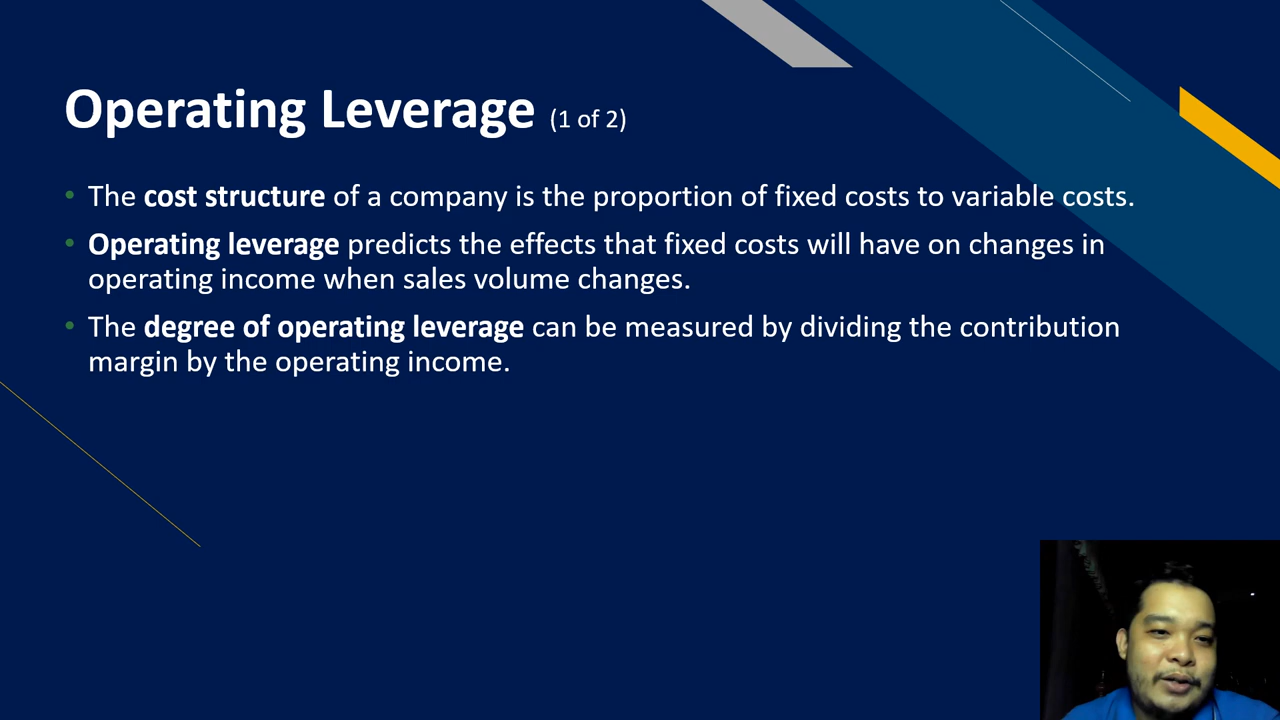 Operating Leverage (1 of 2)
• The cost structure of a company is the proportion of fixed costs to variable costs.
• Operating leverage predicts the effects that fixed costs will have on changes in
operating income when sales volume changes.
• The degree of operating leverage can be measured by dividing the contribution
margin by the operating income.